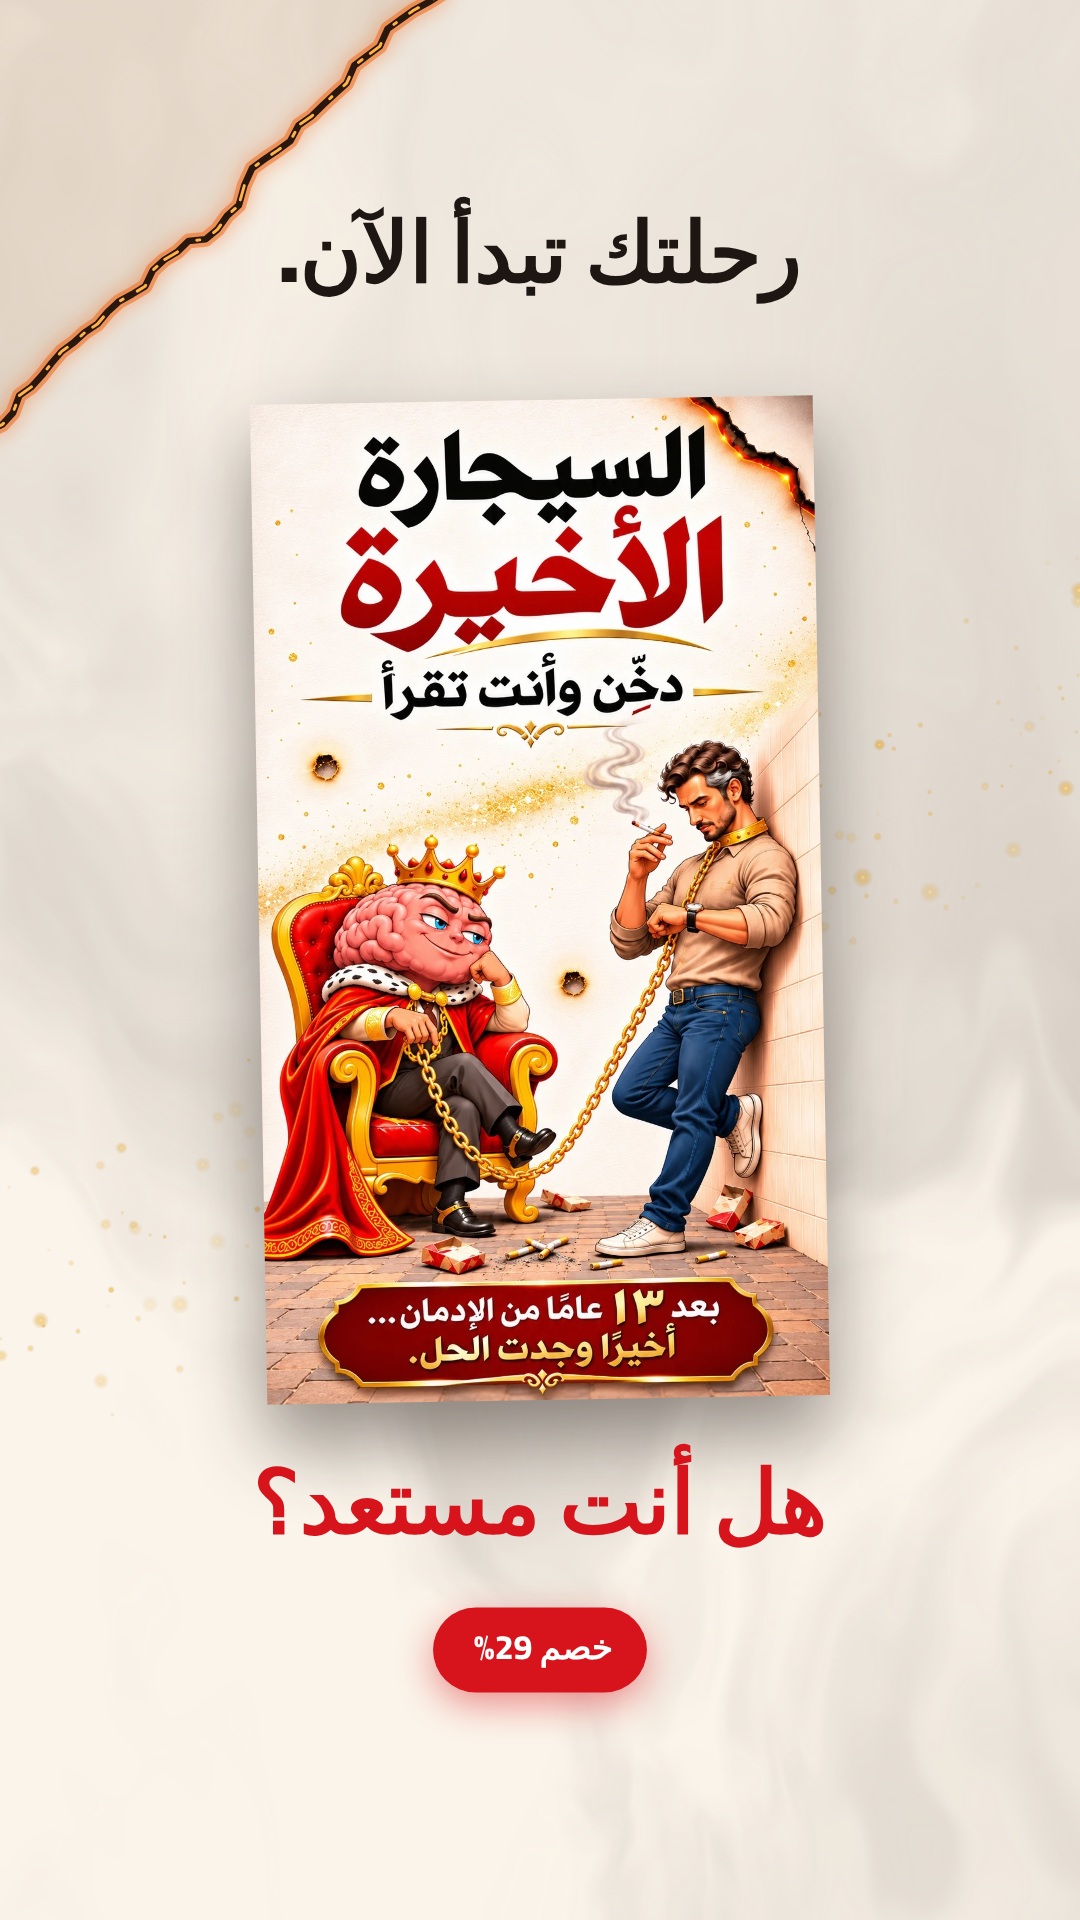 رحلتك تبدأ الآن.
السيجارة
الأخيرة
دخِّن وأنت تقرأ
بعد ١٣ عامًا من الإدمان...
أخيرًا وجدت الحل.
هل أنت مستعد؟
خصم 29%